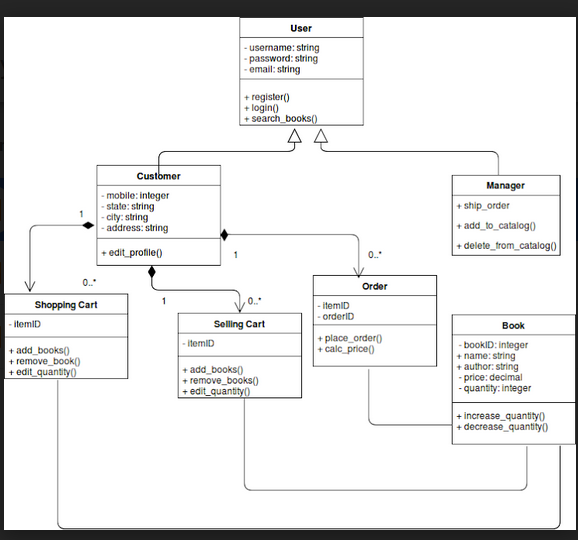 User
- username: string
- password: string
- email: string
+ register()
+ login()
+ search_books()
Customer
- mobile: integer
- state: string
- city: string
- address: string
+ edit_profile()
Manager
+ ship_order
+ add_to_catalog()
+ delete_from_catalog()
1
0..*
1
0..*
1
0..*
Shopping Cart
- itemID
+ add_books()
+ remove_book()
+ edit_quantity()
Selling Cart
- itemID
+ add_books()
+ remove_books()
+ edit_quantity()
Order
- itemID
- orderID
+ place_order()
+ calc_price()
Book
- bookID: integer
+ name: string
+ author: string
- price: decimal
- quantity: integer
+ increase_quantity()
+ decrease_quantity()